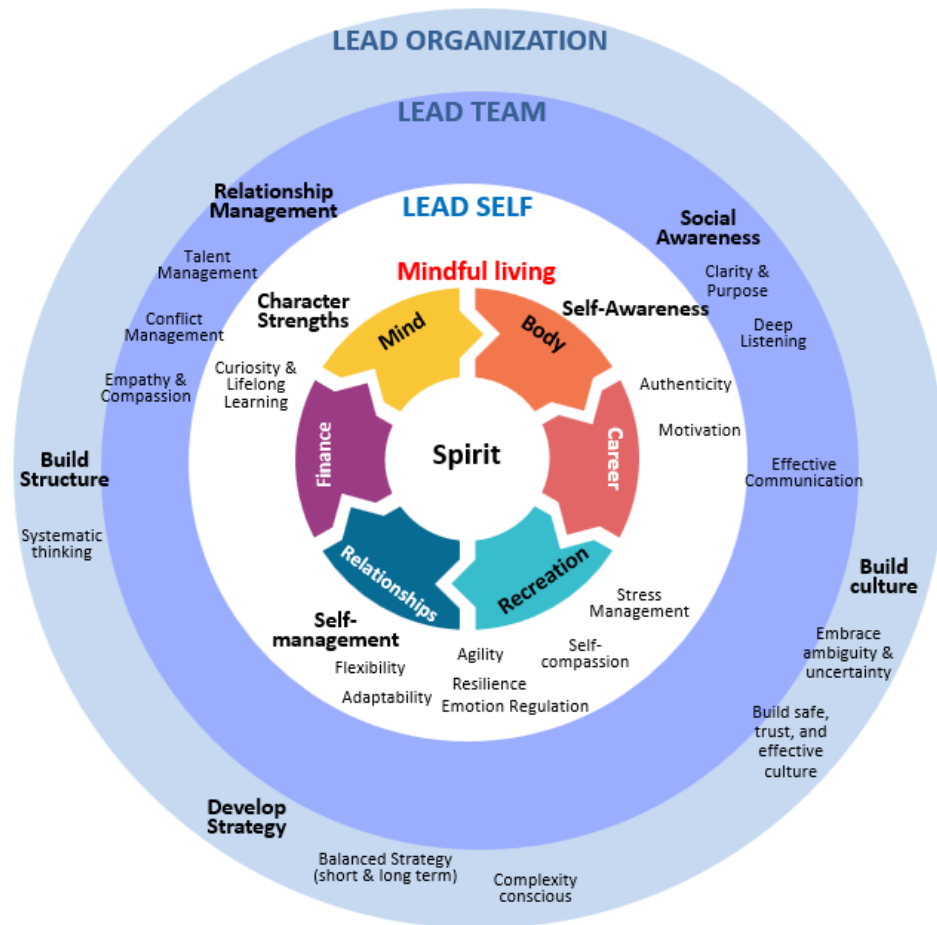 LEAD ORGANIZATION
LEAD TEAM
Relationship
Management
LEAD SELF
Social
Awareness
Talent
Management
Mindful living
Clarity &
Purpose
Character
Strengths
Self-Awareness
Mind
Body
Conflict
Management
Deep
Listening
Curiosity &
Lifelong
Learning
Empathy &
Compassion
Authenticity
Motivation
Finance
Spirit
Career
Build
Structure
Effective
Communication
Systematic
thinking
Relationships
Recreation
Build
culture
Stress
Management
Self-
management
Flexibility
Agility
Self-
compassion
Adaptability
Resilience
Emotion Regulation
Embrace
ambiguity &
uncertainty
Build safe,
trust, and
effective
culture
Develop
Strategy
Balanced Strategy
(short & long term)
Complexity
conscious